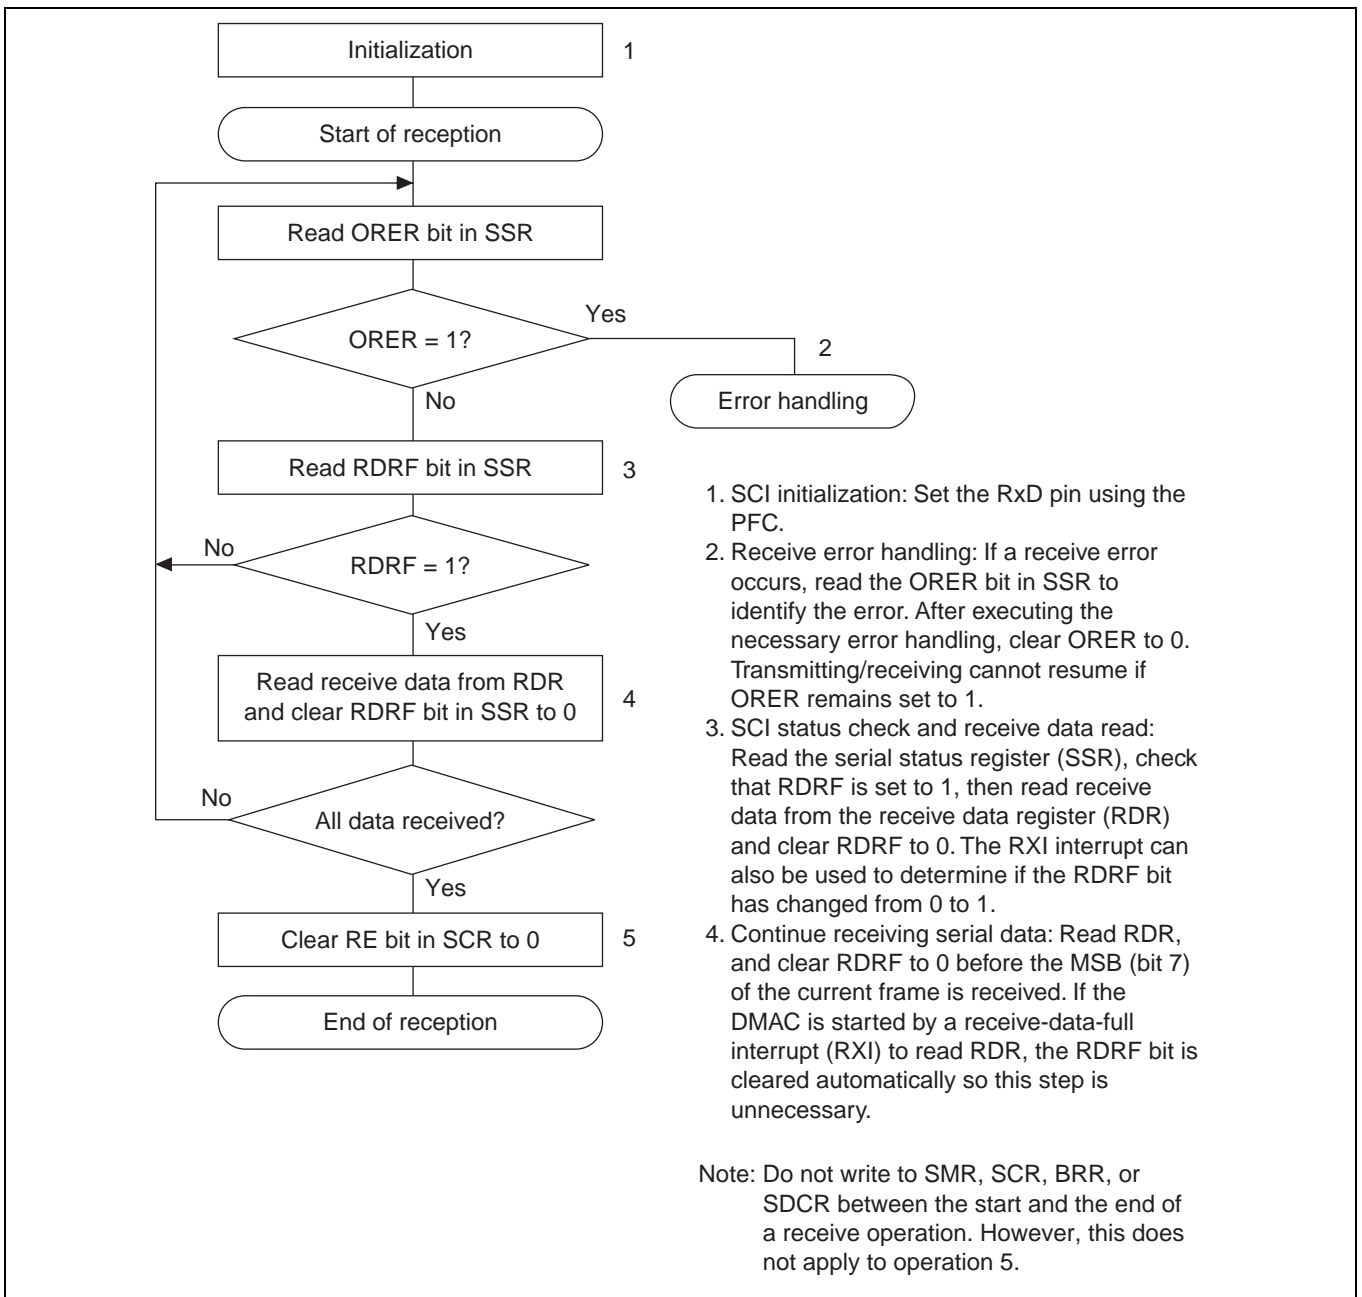 Initialization
1
Start of reception
Read ORER bit in SSR
ORER = 1?
Yes
2
Error handling
No
Read RDRF bit in SSR
3
No
RDRF = 1?
Yes
Read receive data from RDR
and clear RDRF bit in SSR to 0
4
No
All data received?
Yes
Clear RE bit in SCR to 0
5
End of reception
1. SCI initialization: Set the RxD pin using the
PFC.
2. Receive error handling: If a receive error
occurs, read the ORER bit in SSR to
identify the error. After executing the
necessary error handling, clear ORER to 0.
Transmitting/receiving cannot resume if
ORER remains set to 1.
3. SCI status check and receive data read:
Read the serial status register (SSR), check
that RDRF is set to 1, then read receive
data from the receive data register (RDR)
and clear RDRF to 0. The RXI interrupt can
also be used to determine if the RDRF bit
has changed from 0 to 1.
4. Continue receiving serial data: Read RDR,
and clear RDRF to 0 before the MSB (bit 7)
of the current frame is received. If the
DMAC is started by a receive-data-full
interrupt (RXI) to read RDR, the RDRF bit is
cleared automatically so this step is
unnecessary.
Note: Do not write to SMR, SCR, BRR, or
SDCR between the start and the end of
a receive operation. However, this does
not apply to operation 5.